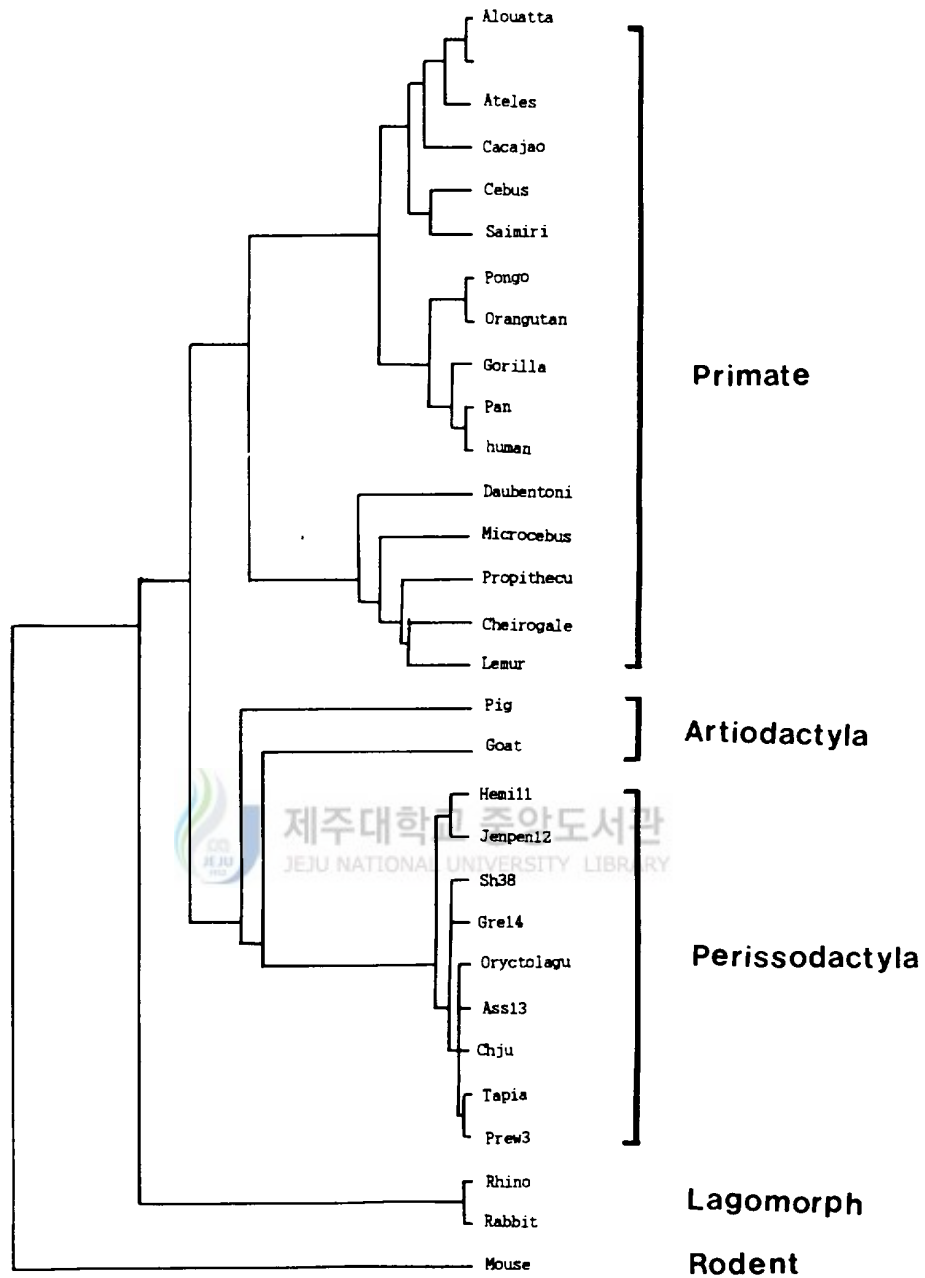 Alouatta
Ateles
Cacajao
Cebus
Saimiri
Pongo
Orangutan
Gorilla
Pan
human
Daubentoni
Microcebus
Propithecu
Cheirogale
Lemur
Primate
Pig
Goat
Artiodactyla
Hemi11
Jenpen12
Sh38
Gre14
Oryctolagu
Ass13
Chju
Tapia
Prew3
Perissodactyla
Rhino
Rabbit
Lagomorph
Mouse
Rodent
제주대학교 중앙도서관
JEJU NATIONAL UNIVERSITY LIBRARY
JEJU
1952